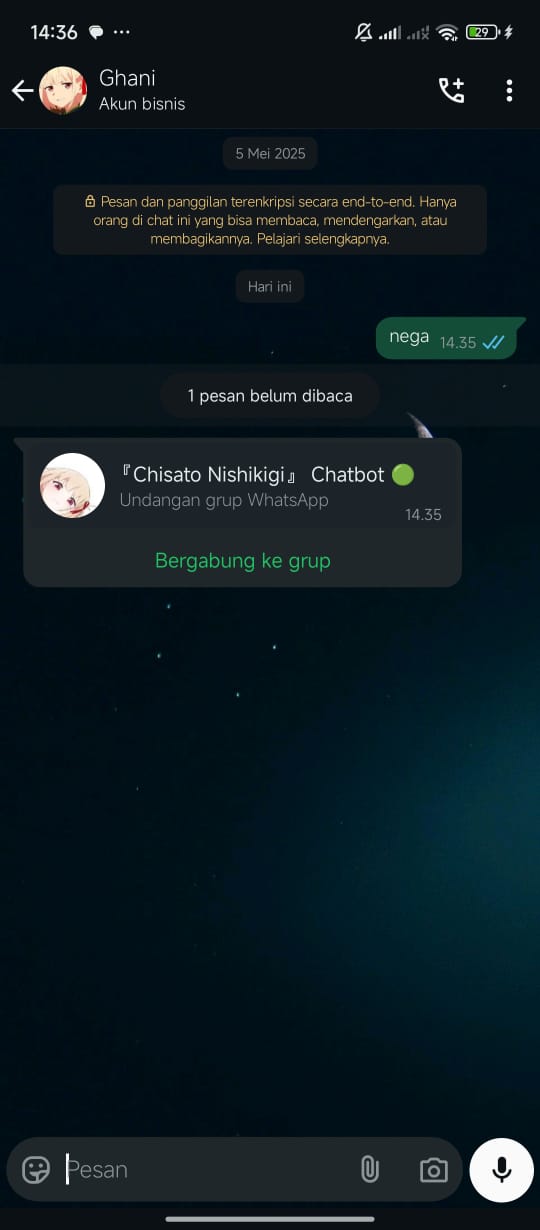 14:36
29
Ghani
Akun bisnis
5 Mei 2025
Pesan dan panggilan terenkripsi secara end-to-end. Hanya
orang di chat ini yang bisa membaca, mendengarkan, atau
membagikannya. Pelajari selengkapnya.
Hari ini
nega 14.35
1 pesan belum dibaca
『Chisato Nishikigi』 Chatbot 🟢
Undangan grup WhatsApp
14.35
Bergabung ke grup
Pesan